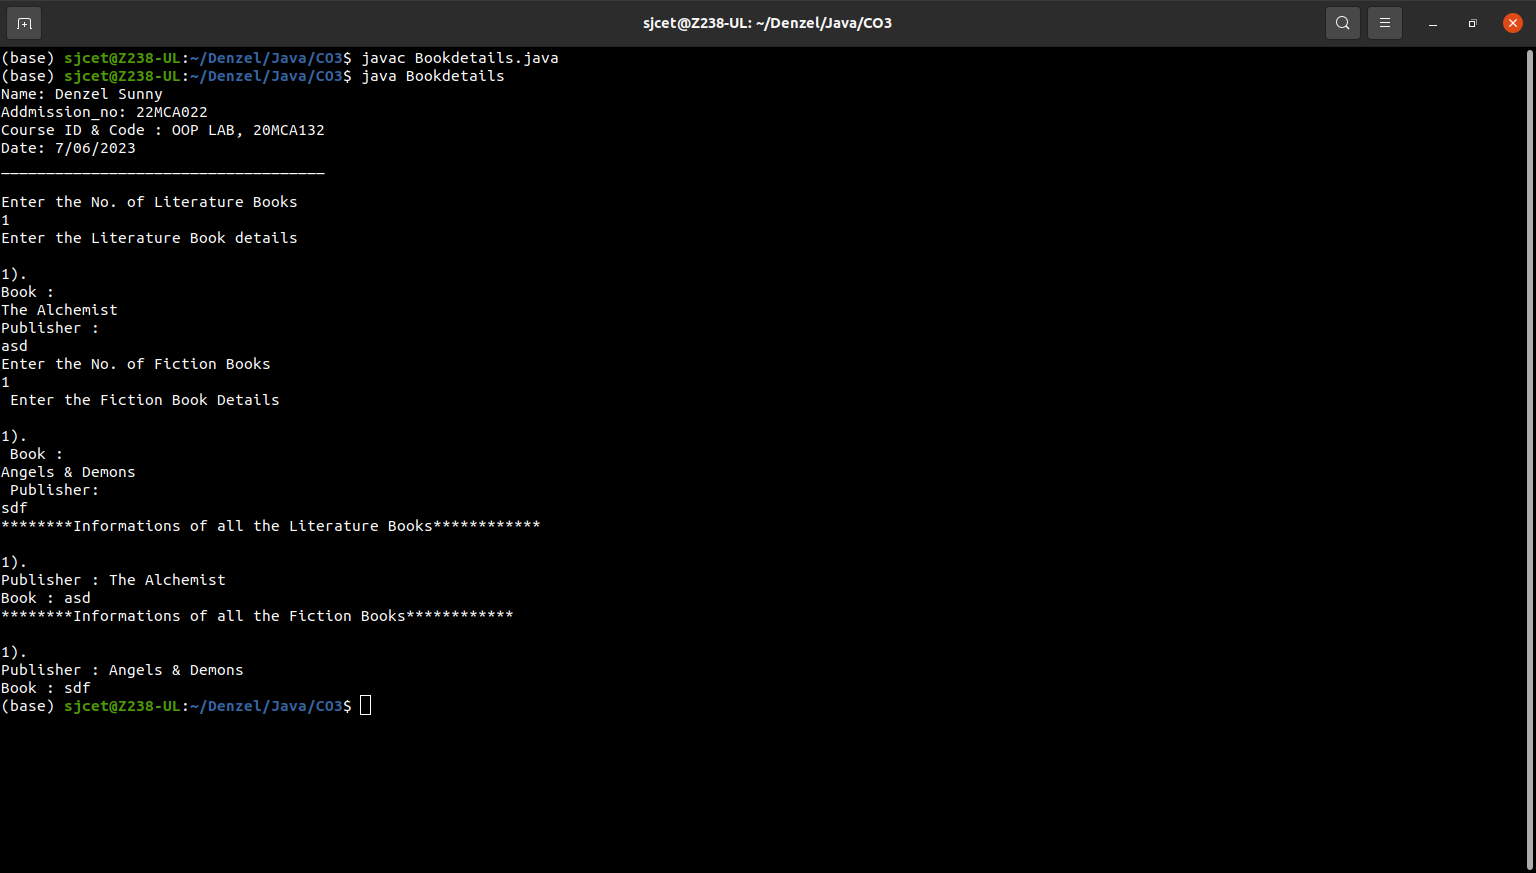 sjcet@Z238-UL: ~/Denzel/Java/CO3
(base) sjcet@Z238-UL:~/Denzel/Java/CO3$ javac Bookdetails.java
(base) sjcet@Z238-UL:~/Denzel/Java/CO3$ java Bookdetails
Name: Denzel Sunny
Addmission_no: 22MCA022
Course ID & Code : OOP LAB, 20MCA132
Date: 7/06/2023
____________________________________
Enter the No. of Literature Books
1
Enter the Literature Book details
1).
Book :
The Alchemist
Publisher :
asd
Enter the No. of Fiction Books
1
 Enter the Fiction Book Details
1).
 Book :
Angels & Demons
 Publisher:
sdf
********Informations of all the Literature Books************
1).
Publisher : The Alchemist
Book : asd
********Informations of all the Fiction Books************
1).
Publisher : Angels & Demons
Book : sdf
(base) sjcet@Z238-UL:~/Denzel/Java/CO3$